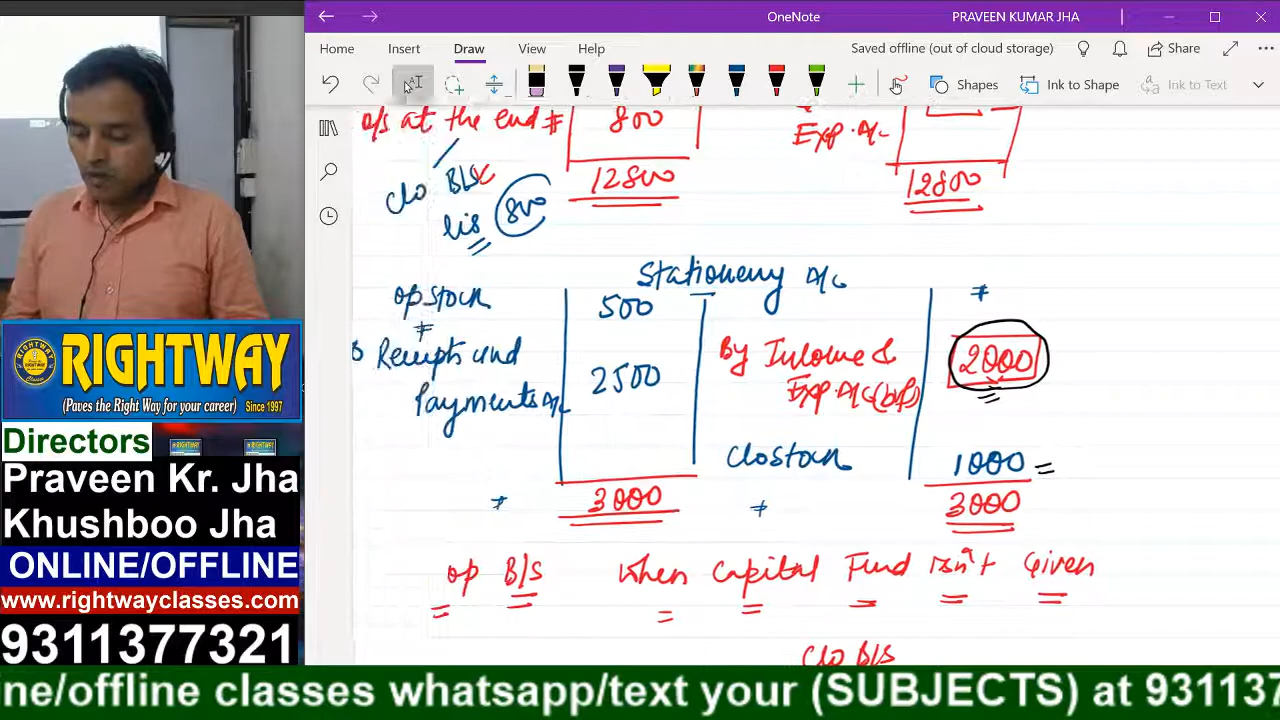 OneNote
PRAVEEN KUMAR JHA
Home Insert Draw View Help
Saved offline (out of cloud storage)
Share
Shapes
Ink to Shape
Ink to Text
o/s at the end 800
Exp. A/c
12800 12800
clo B/S
lis 800
Stationery A/c
op stock 500
Receipts and
Payments A/c 2500
By Income &
Exp A/c (b/f) 2000
clo stock 1000
3000 3000
op B/S when Capital Fund isn't Given
clo B/S
RIGHTWAY
RIGHTWAY
Classes
(Paves the Right Way for your career) Since 1997
Directors
Praveen Kr. Jha
Khushboo Jha
ONLINE/OFFLINE
www.rightwayclasses.com
9311377321
ne/offline classes whatsapp/text your (SUBJECTS) at 931137